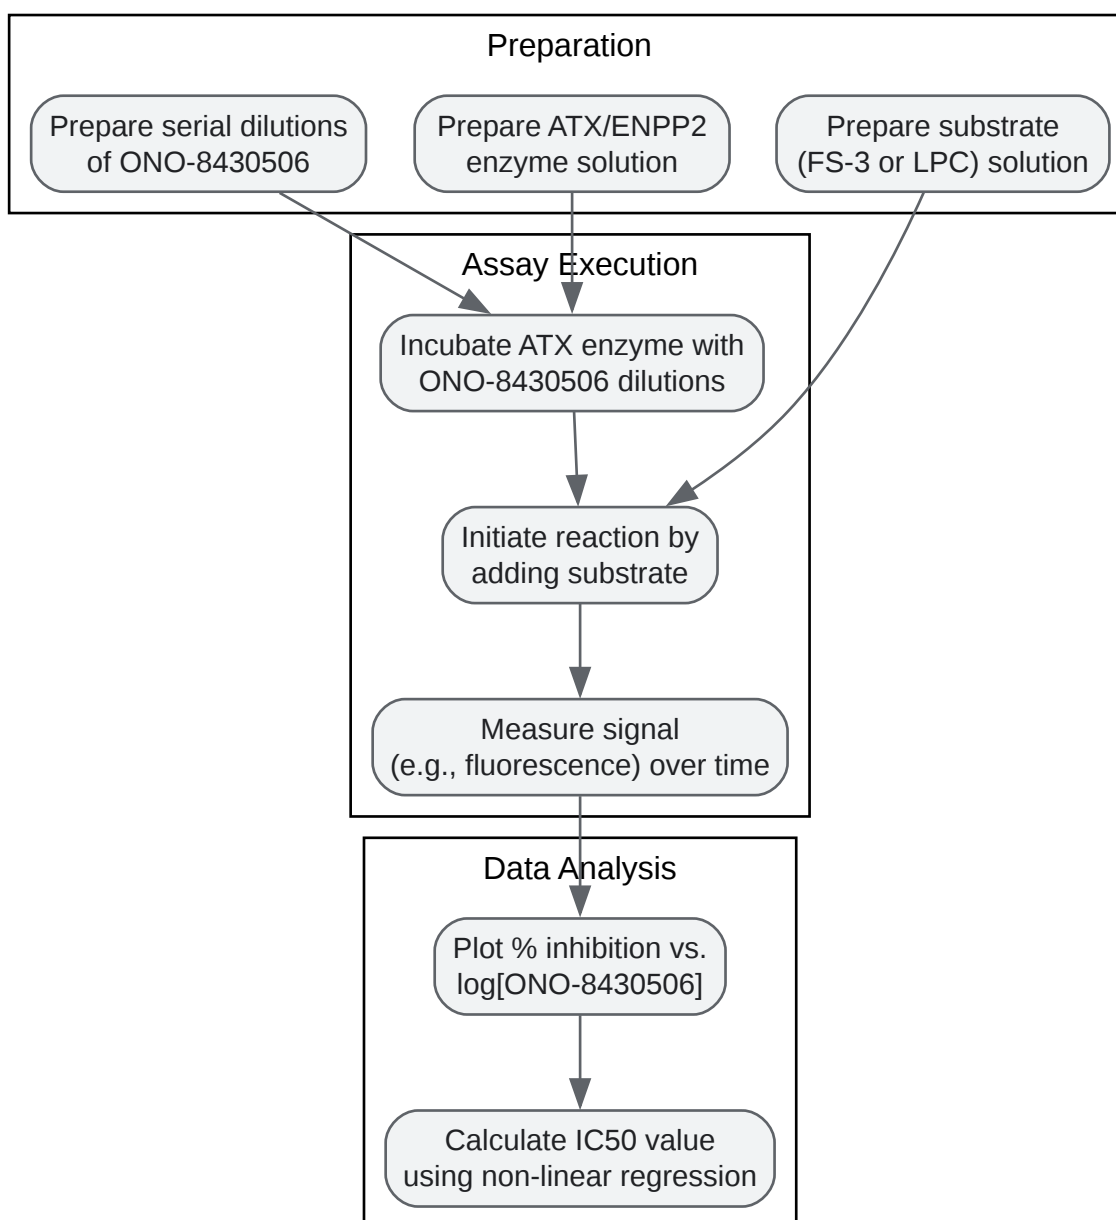 Preparation
Prepare serial dilutions
of ONO-8430506
Prepare ATX/ENPP2
enzyme solution
Prepare substrate
(FS-3 or LPC) solution
Assay Execution
Incubate ATX enzyme with
ONO-8430506 dilutions
Initiate reaction by
adding substrate
Measure signal
(e.g., fluorescence) over time
Data Analysis
Plot % inhibition vs.
log[ONO-8430506]
Calculate IC50 value
using non-linear regression